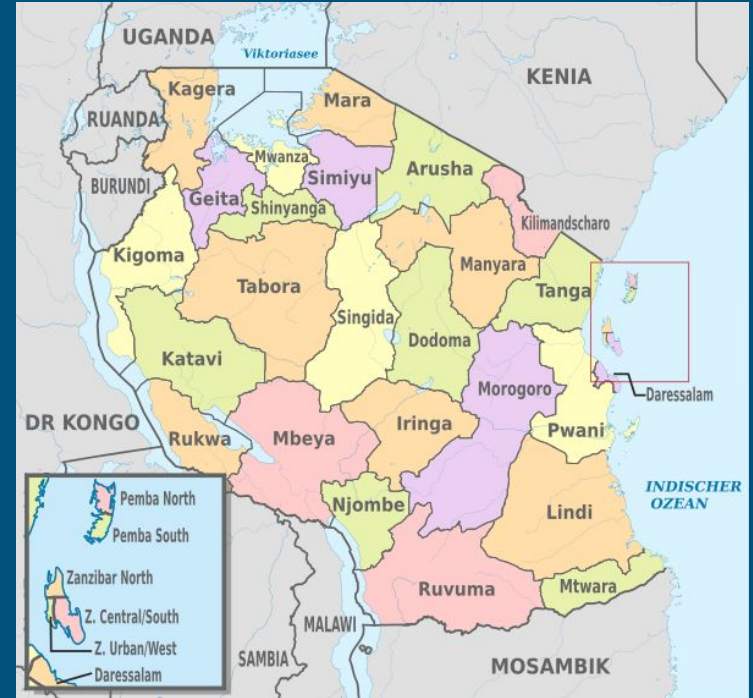 UGANDA
Viktoriasee
KENIA
Kagera
Mara
RUANDA
Mwanza
Arusha
Simiyu
BURUNDI
Geita
Shinyanga
Kilimandscharo
Kigoma
Manyara
Tabora
Tanga
Singida
Dodoma
Katavi
Morogoro
Daressalam
DR KONGO
Rukwa
Mbeya
Iringa
Pwani
INDISCHER
OZEAN
Njombe
Lindi
Pemba North
Pemba South
Zanzibar North
Z. Central/South
Z. Urban/West
Daressalam
Ruvuma
Mtwara
MALAWI
SAMBIA
MOSAMBIK